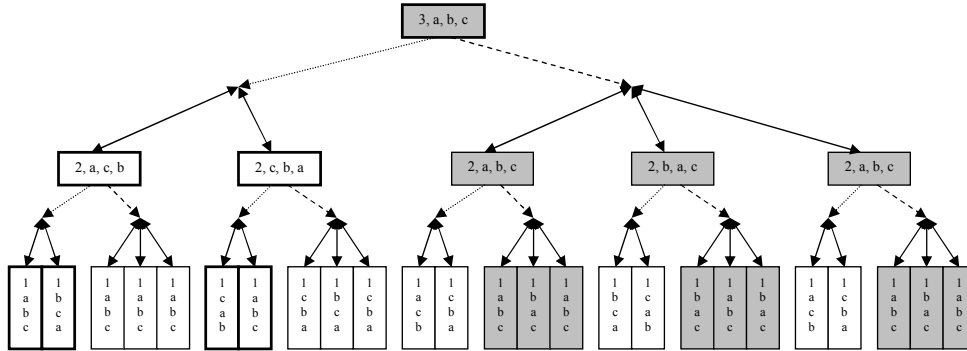 3, a, b, c
2, a, c, b
2, c, b, a
2, a, b, c
2, b, a, c
2, a, b, c
1 a b c
1 b c a
1 a b c
1 a b c
1 a b c
1 c a b
1 a b c
1 c b a
1 b c a
1 c b a
1 a c b
1 c b a
1 a b c
1 b a c
1 a b c
1 b c a
1 c a b
1 b a c
1 a b c
1 b a c
1 a c b
1 c b a
1 a b c
1 b a c
1 a b c